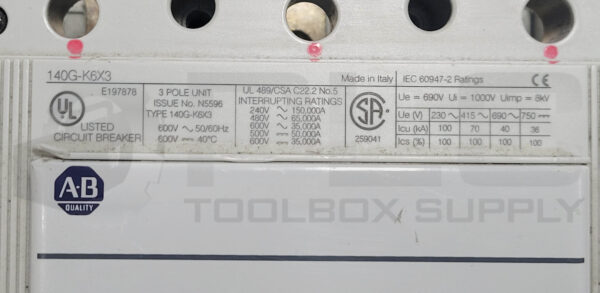 140G-K6X3
E197878
UL
LISTED
CIRCUIT BREAKER
3 POLE UNIT
ISSUE No. N5596
TYPE 140G-K6X3
600V ~ 50/60Hz
600V ⎓ 40°C
UL 489/CSA C22.2 No.5
INTERRUPTING RATINGS
240V ~ 150,000A
480V ~ 65,000A
600V ~ 35,000A
500V ⎓ 50,000A
600V ⎓ 35,000A
Made in Italy
SA
259041
IEC 60947-2 Ratings
CE
Ue = 690V Ui = 1000V Uimp = 8kV
Ue (V) 230 ~ 415 ~ 690 ~ 750 ⎓
Icu (kA) 100 70 40 36
Ics (%) 100 100 100 100
A-B
QUALITY
PLC
TOOLBOX SUPPLY